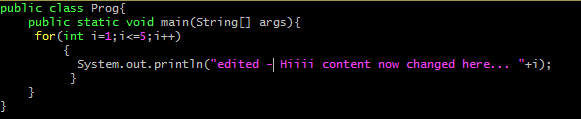 public class Prog{
    public static void main(String[] args){
     for(int i=1;i<=5;i++)
         {
           System.out.println("edited - Hiiii content now changed here... "+i);
          }
    }
}